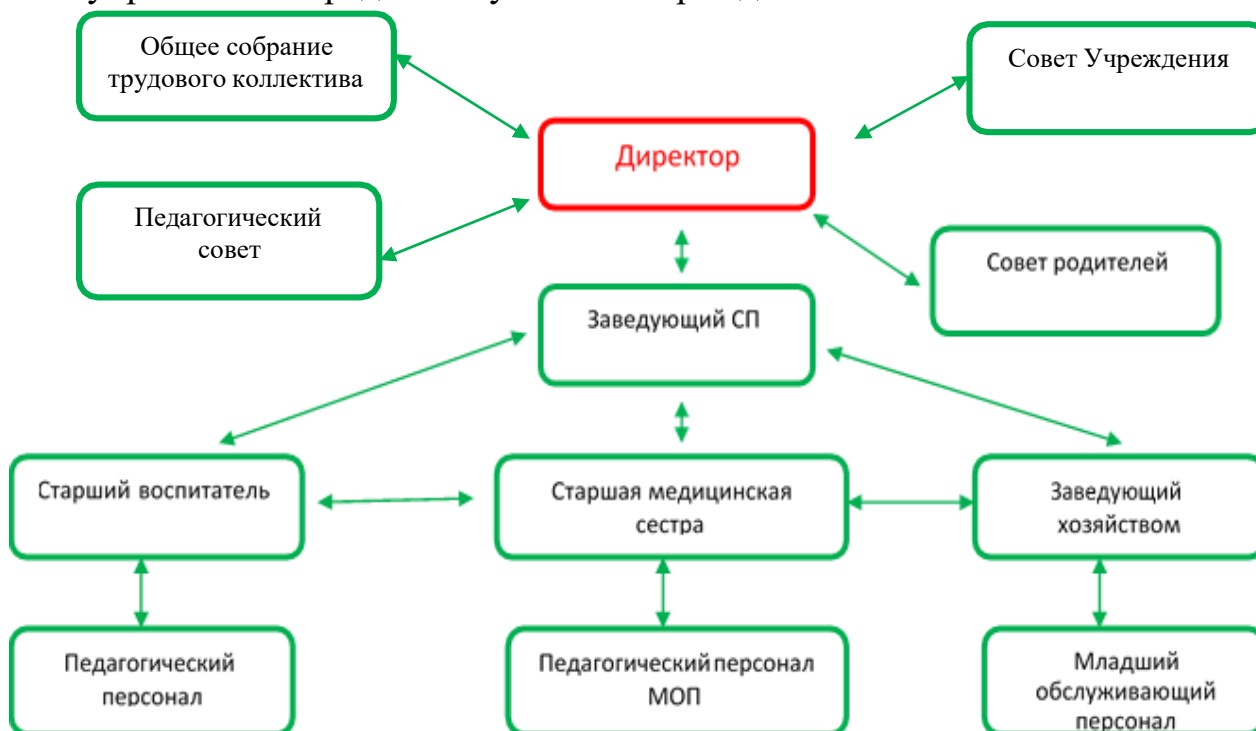 Общее собрание
трудового коллектива
Совет Учреждения
Директор
Педагогический
совет
Совет родителей
Заведующий СП
Старший воспитатель
Старшая медицинская
сестра
Заведующий
хозяйством
Педагогический
персонал
Педагогический персонал
МОП
Младший
обслуживающий
персонал